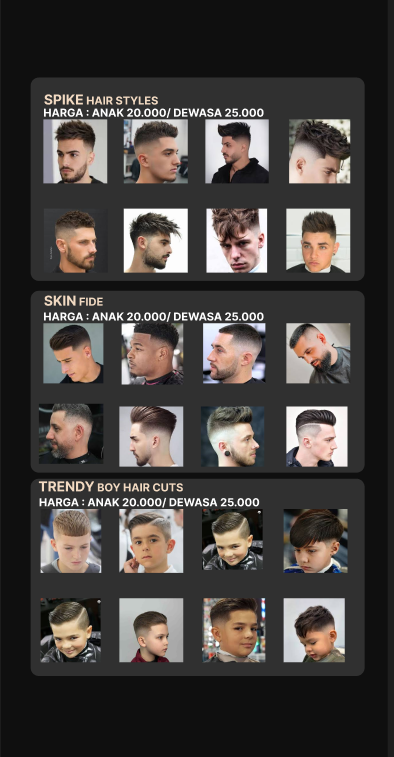 SPIKE HAIR STYLES
HARGA : ANAK 20.000/ DEWASA 25.000
SKIN FIDE
HARGA : ANAK 20.000/ DEWASA 25.000
TRENDY BOY HAIR CUTS
HARGA : ANAK 20.000/ DEWASA 25.000